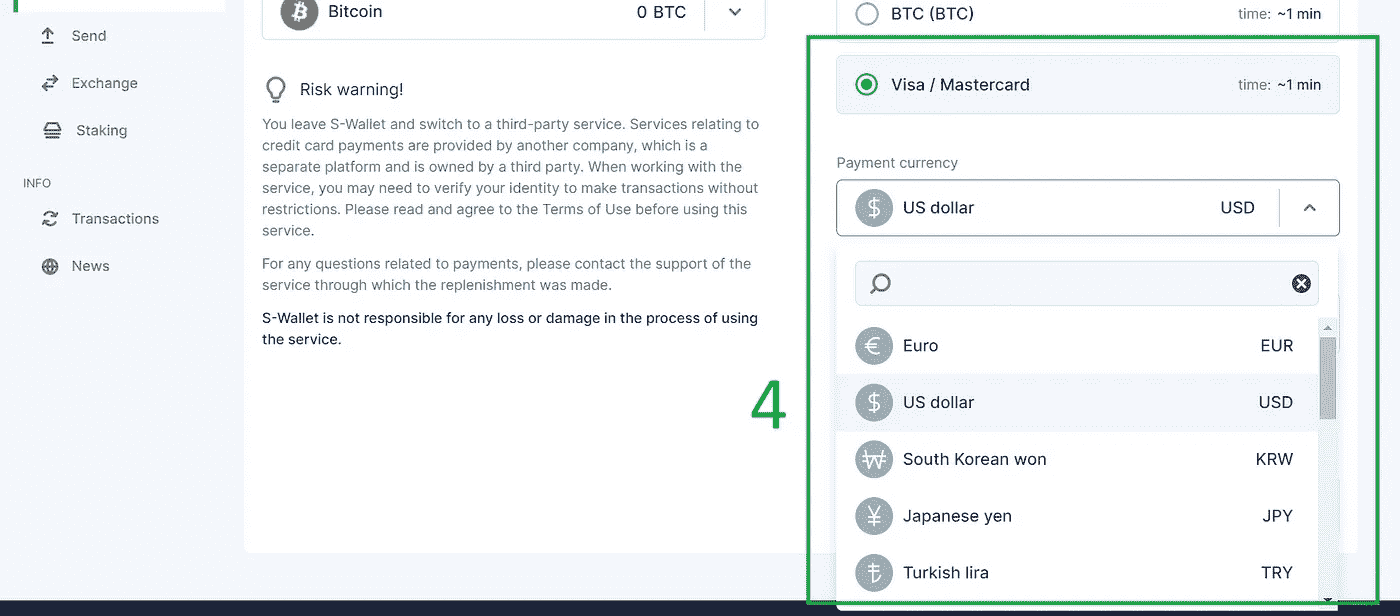 Send
Exchange
Staking
INFO
Transactions
News
Bitcoin 0 BTC
Risk warning!
You leave S-Wallet and switch to a third-party service. Services relating to
credit card payments are provided by another company, which is a
separate platform and is owned by a third party. When working with the
service, you may need to verify your identity to make transactions without
restrictions. Please read and agree to the Terms of Use before using this
service.
For any questions related to payments, please contact the support of the
service through which the replenishment was made.
S-Wallet is not responsible for any loss or damage in the process of using
the service.
4
BTC (BTC) time: ~1 min
Visa / Mastercard time: ~1 min
Payment currency
$ US dollar USD
€ Euro EUR
$ US dollar USD
₩ South Korean won KRW
¥ Japanese yen JPY
₺ Turkish lira TRY